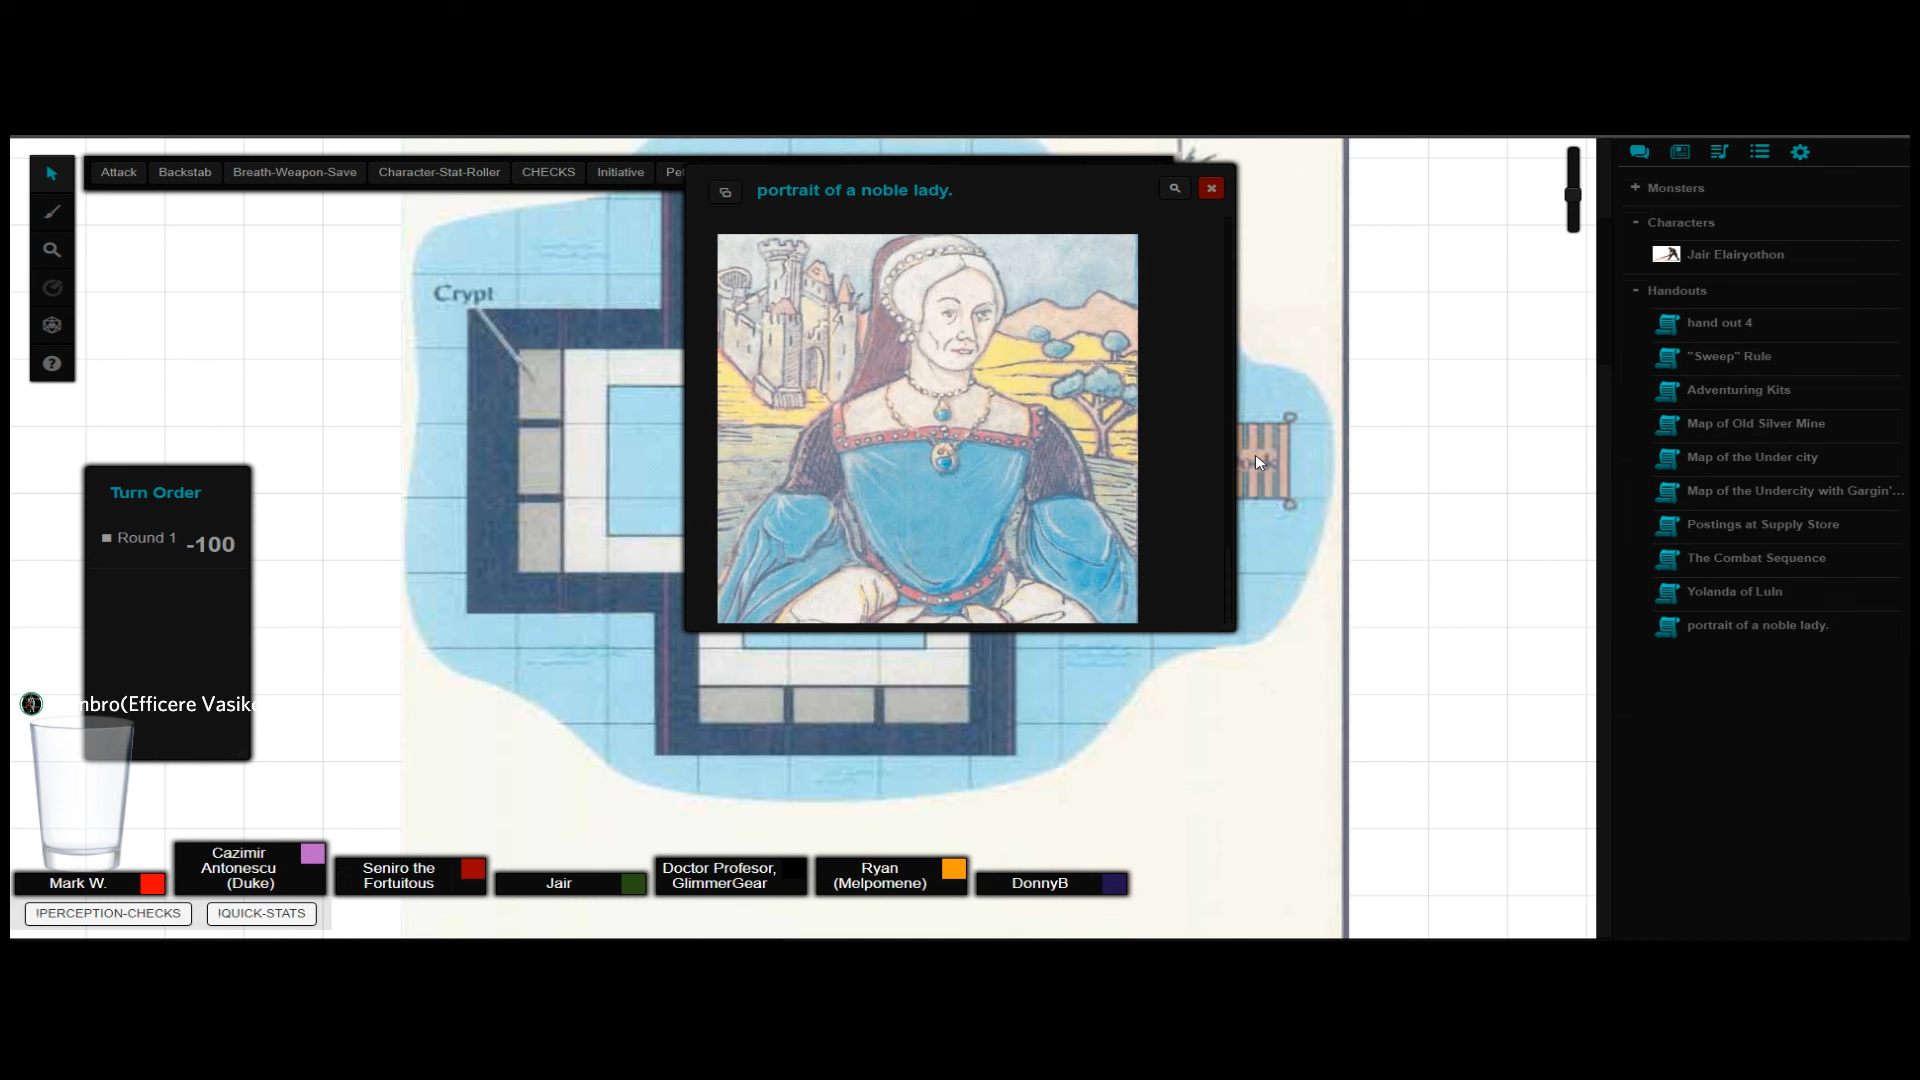 Attack Backstab Breath-Weapon-Save Character-Stat-Roller CHECKS Initiative
portrait of a noble lady.
Crypt
Turn Order
Round 1 -100
(Efficere
Mark W.
Cazimir
Antonescu
(Duke)
Seniro the
Fortuitous
Jair
Doctor Profesor,
GlimmerGear
Ryan
(Melpomene)
DonnyB
!PERCEPTION-CHECKS !QUICK-STATS
+ Monsters
- Characters
Jair Elairyothon
- Handouts
hand out 4
"Sweep" Rule
Adventuring Kits
Map of Old Silver Mine
Map of the Under city
Map of the Undercity with Gargin'...
Postings at Supply Store
The Combat Sequence
Yolanda of Luln
portrait of a noble lady.